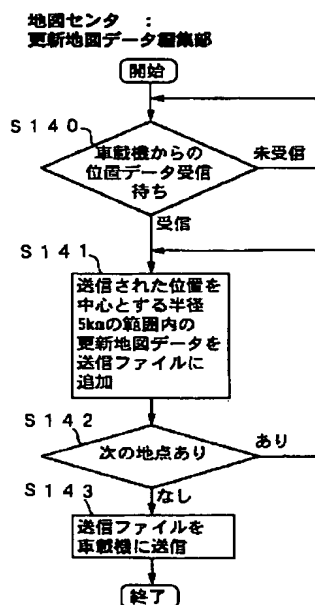 地図センタ :
更新地図データ編集部
開始
S140
車載機からの
位置データ受信
待ち
未受信
受信
S141
送信された位置を
中心とする半径
5kmの範囲内の
更新地図データを
送信ファイルに
追加
S142
次の地点あり
あり
なし
S143
送信ファイルを
車載機に送信
終了